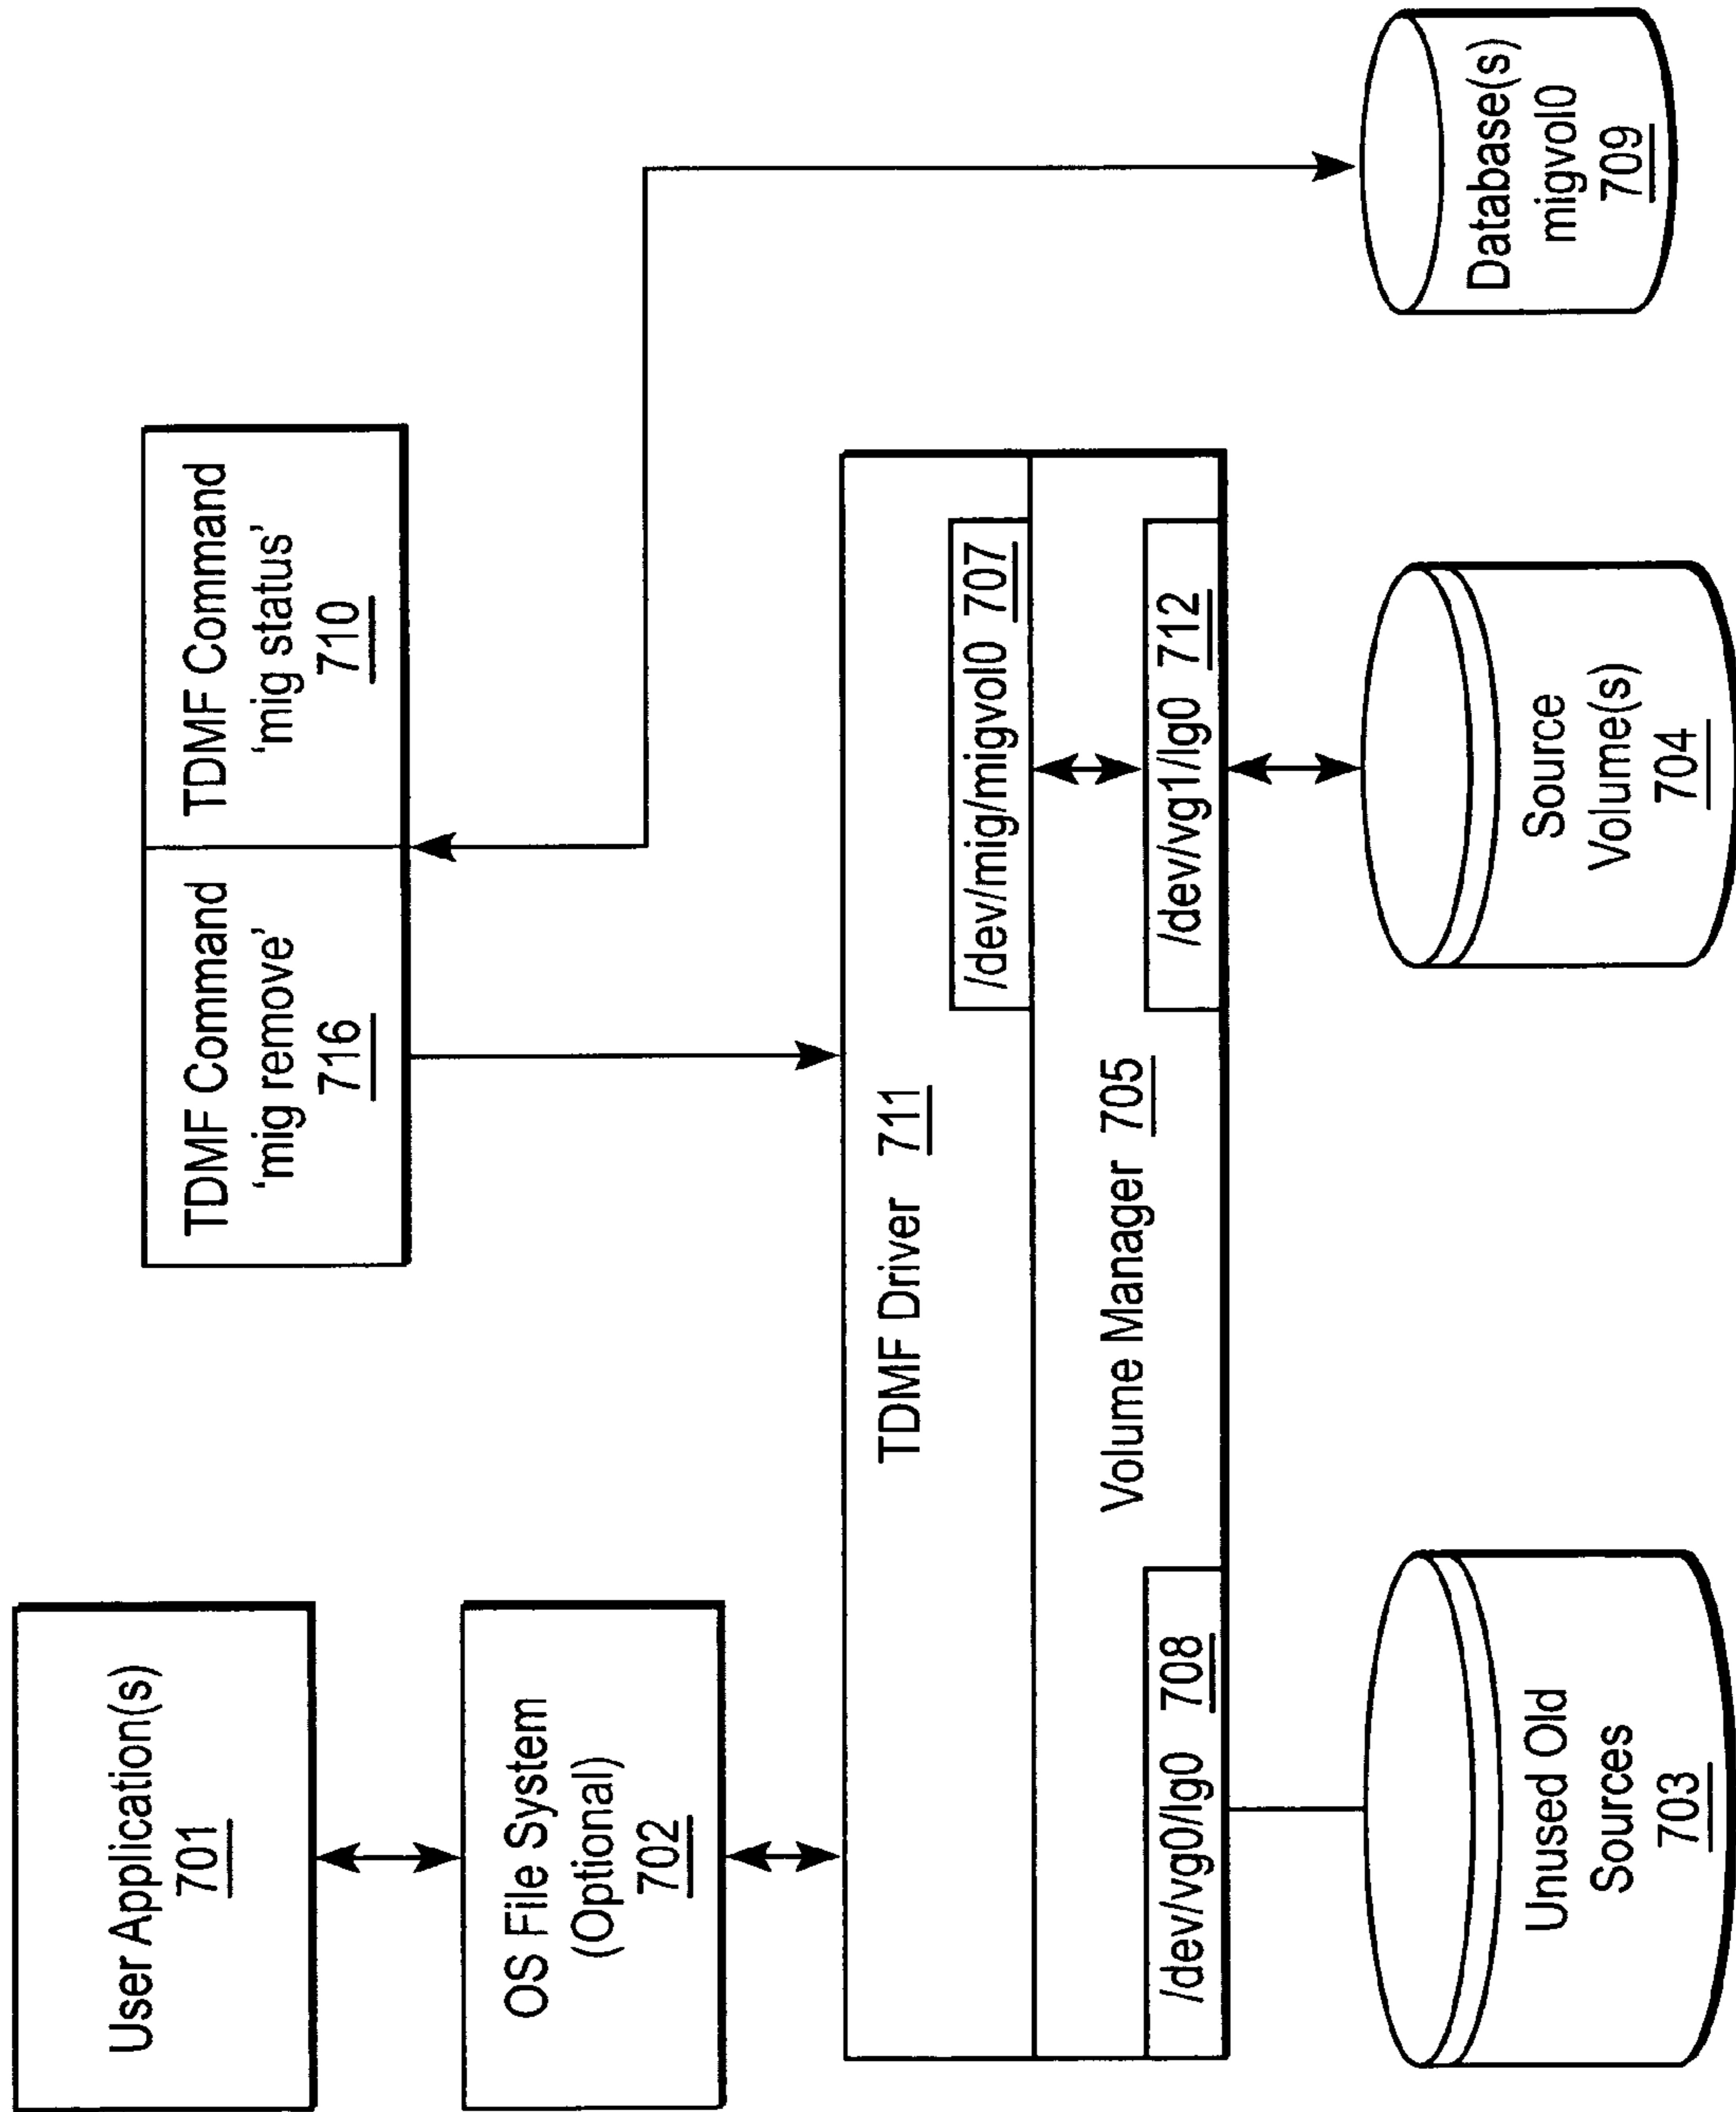 User Application(s)
701
OS File System
(Optional)
702
TDMF Command
'mig remove'
716
TDMF Command
'mig status'
710
TDMF Driver 711
/dev/mig/migvol0 707
Volume Manager 705
/dev/vg0/lg0 708
/dev/vg1/lg0 712
Unused Old
Sources
703
Source
Volume(s)
704
Database(s)
migvol0
709